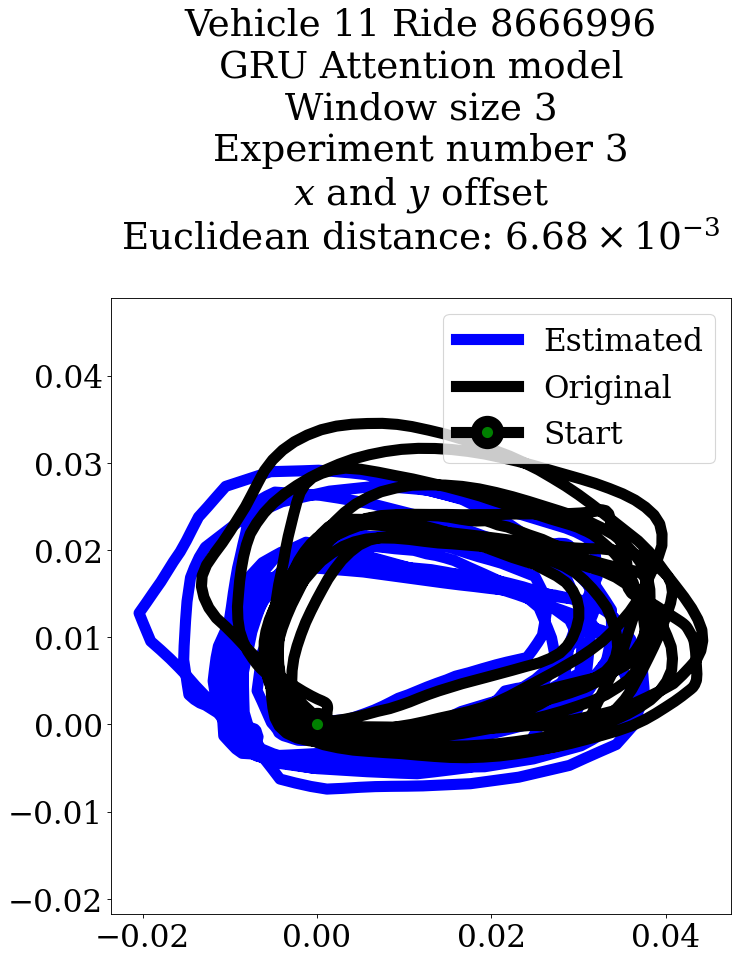 Vehicle 11 Ride 8666996
GRU Attention model
Window size 3
Experiment number 3
x and y offset
Euclidean distance: 6.68 × 10⁻³
Estimated
Original
Start
0.04
0.03
0.02
0.01
0.00
−0.01
−0.02
−0.02 0.00 0.02 0.04